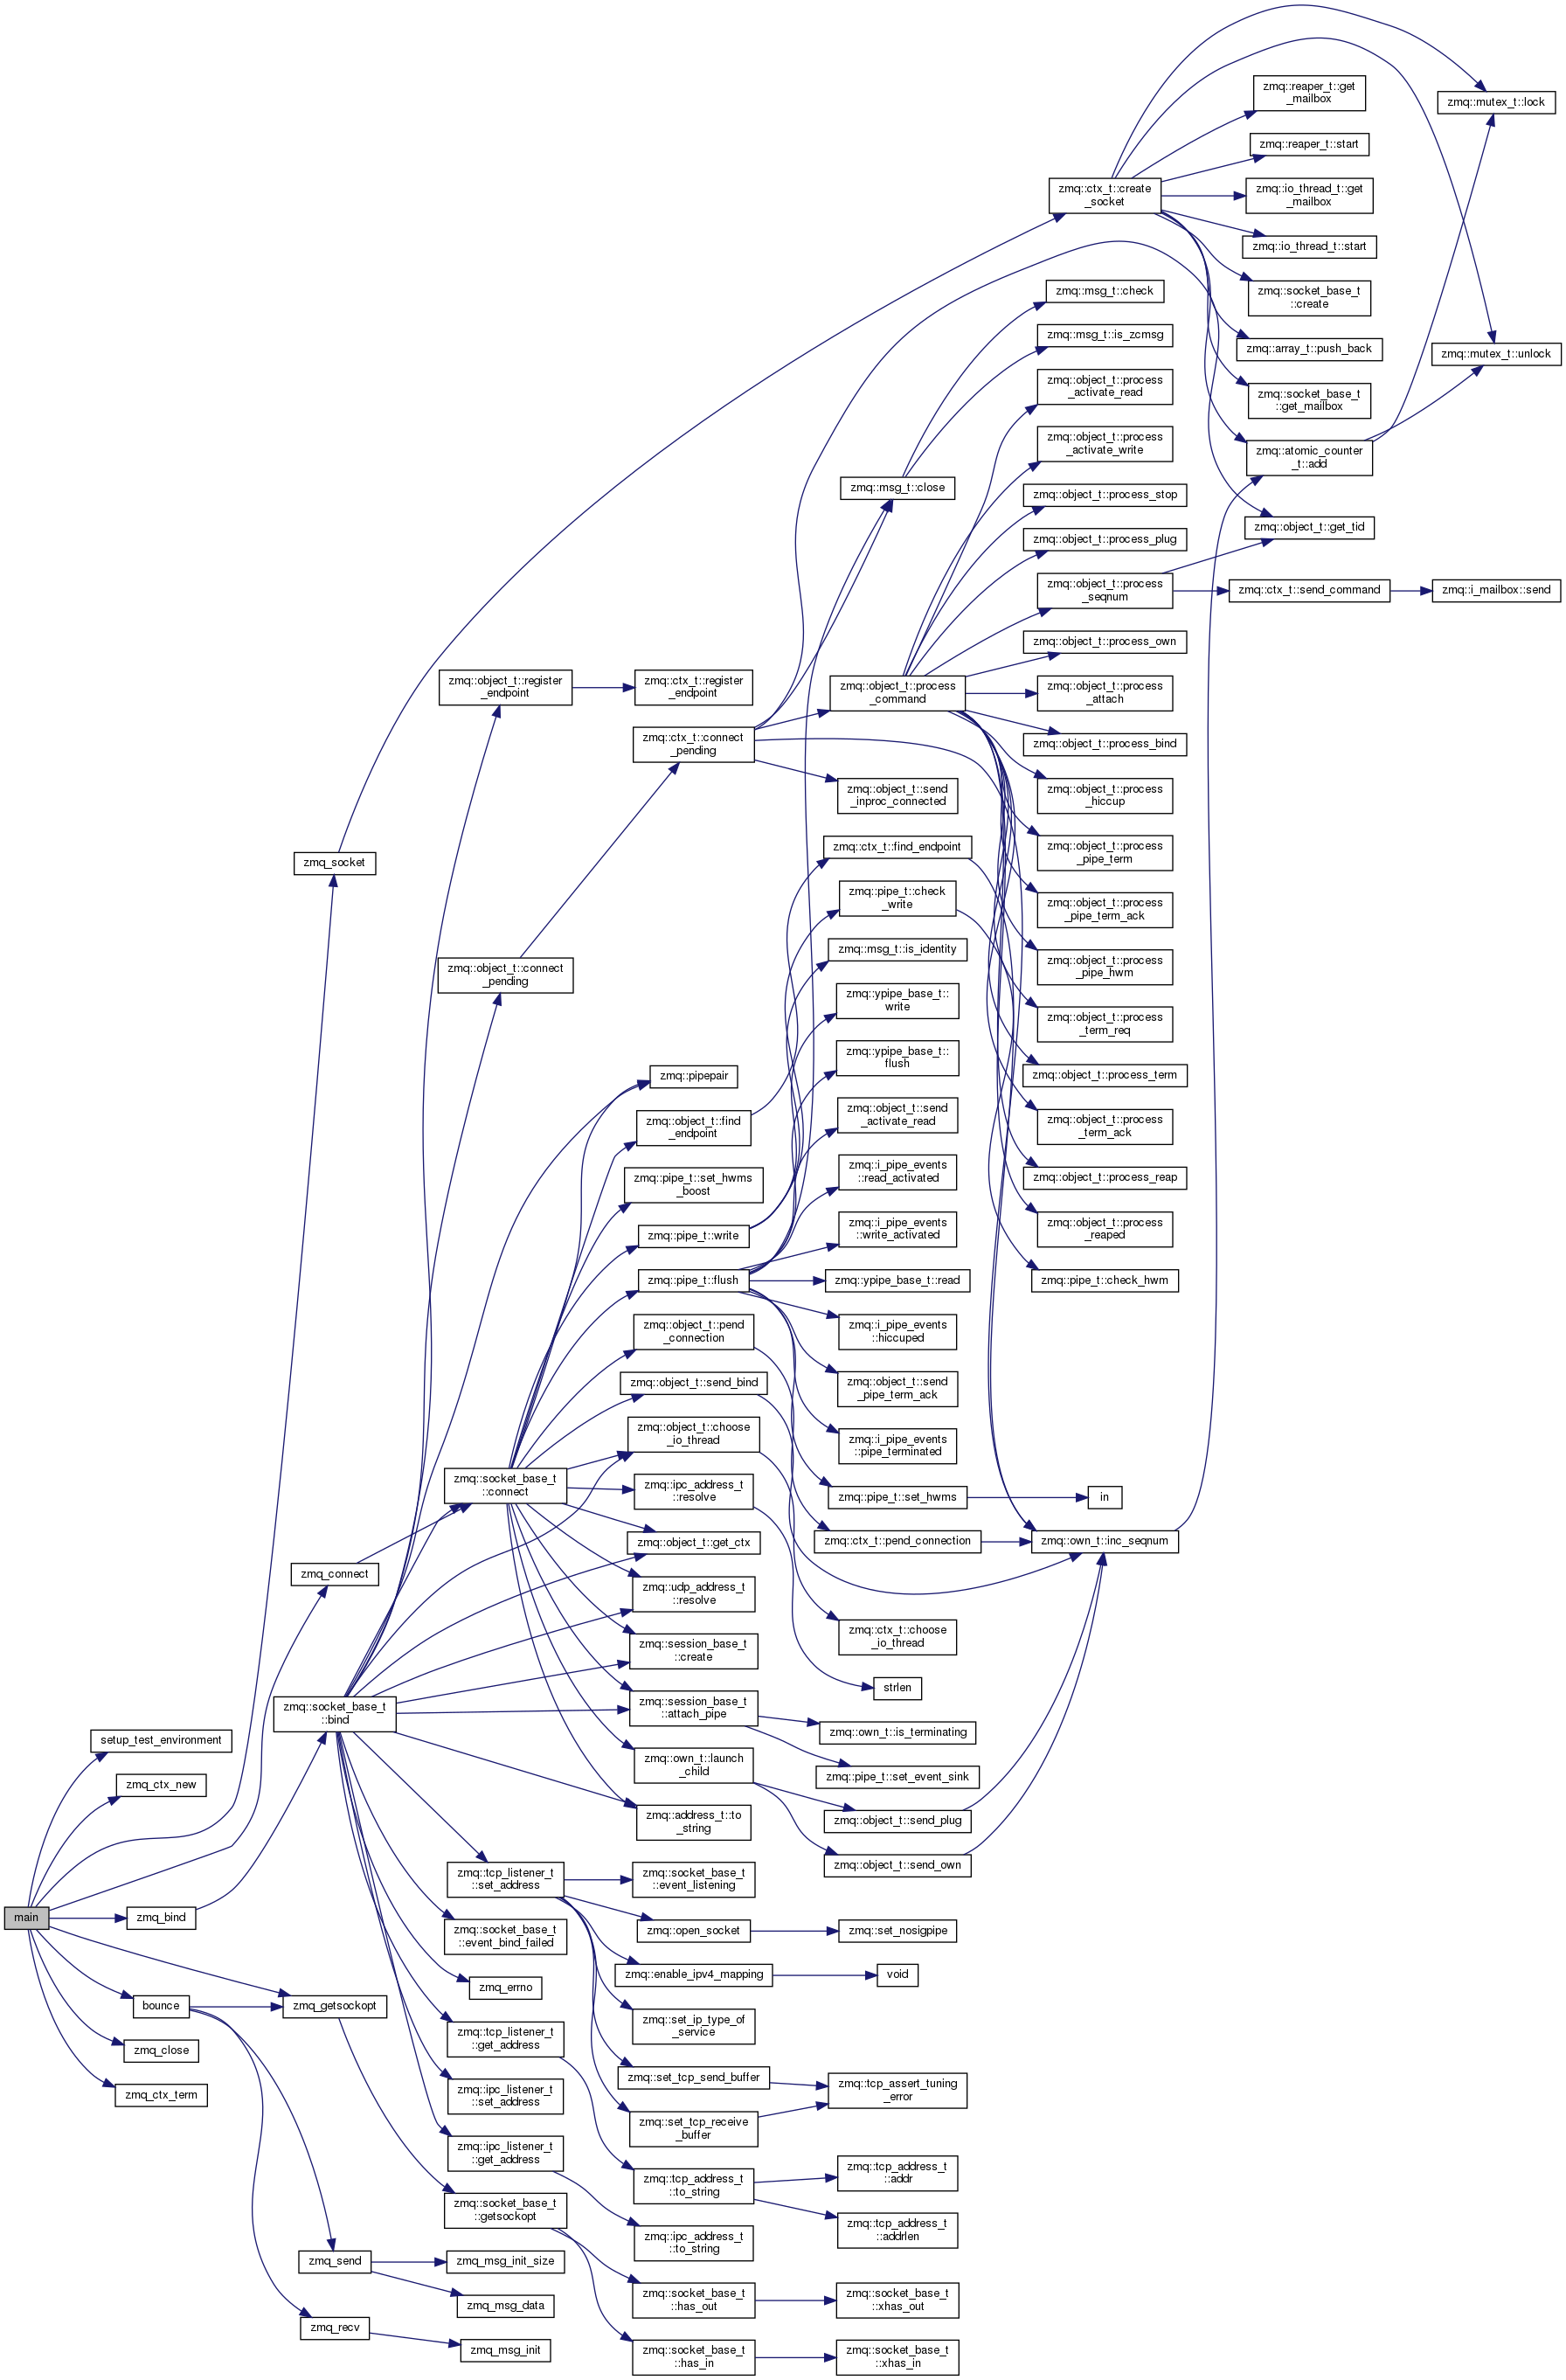 main
setup_test_environment
zmq_ctx_new
zmq_bind
bounce
zmq_close
zmq_ctx_term
zmq_socket
zmq_connect
zmq::socket_base_t
::bind
zmq_getsockopt
zmq_send
zmq_recv
zmq::object_t::register
_endpoint
zmq::object_t::connect
_pending
zmq::socket_base_t
::connect
zmq::tcp_listener_t
::set_address
zmq::socket_base_t
::event_bind_failed
zmq_errno
zmq::tcp_listener_t
::get_address
zmq::ipc_listener_t
::set_address
zmq::ipc_listener_t
::get_address
zmq::socket_base_t
::getsockopt
zmq_msg_init_size
zmq_msg_data
zmq_msg_init
zmq::ctx_t::register
_endpoint
zmq::ctx_t::connect
_pending
zmq::pipepair
zmq::object_t::find
_endpoint
zmq::pipe_t::set_hwms
_boost
zmq::pipe_t::write
zmq::pipe_t::flush
zmq::object_t::pend
_connection
zmq::object_t::send_bind
zmq::object_t::choose
_io_thread
zmq::ipc_address_t
::resolve
zmq::object_t::get_ctx
zmq::udp_address_t
::resolve
zmq::session_base_t
::create
zmq::session_base_t
::attach_pipe
zmq::own_t::launch
_child
zmq::address_t::to
_string
zmq::socket_base_t
::event_listening
zmq::open_socket
zmq::enable_ipv4_mapping
zmq::set_ip_type_of
_service
zmq::set_tcp_send_buffer
zmq::set_tcp_receive
_buffer
zmq::tcp_address_t
::to_string
zmq::ipc_address_t
::to_string
zmq::socket_base_t
::has_out
zmq::socket_base_t
::has_in
zmq::msg_t::close
zmq::object_t::process
_command
zmq::object_t::send
_inproc_connected
zmq::ctx_t::find_endpoint
zmq::pipe_t::check
_write
zmq::msg_t::is_identity
zmq::ypipe_base_t::
write
zmq::ypipe_base_t::
flush
zmq::object_t::send
_activate_read
zmq::i_pipe_events
::read_activated
zmq::i_pipe_events
::write_activated
zmq::ypipe_base_t::read
zmq::i_pipe_events
::hiccuped
zmq::object_t::send
_pipe_term_ack
zmq::i_pipe_events
::pipe_terminated
zmq::pipe_t::set_hwms
zmq::ctx_t::pend_connection
zmq::ctx_t::choose
_io_thread
strlen
zmq::own_t::is_terminating
zmq::pipe_t::set_event_sink
zmq::object_t::send_plug
zmq::object_t::send_own
zmq::set_nosigpipe
void
zmq::tcp_assert_tuning
_error
zmq::tcp_address_t
::addr
zmq::tcp_address_t
::addrlen
zmq::socket_base_t
::xhas_out
zmq::socket_base_t
::xhas_in
zmq::ctx_t::create
_socket
zmq::msg_t::check
zmq::msg_t::is_zcmsg
zmq::object_t::process
_activate_read
zmq::object_t::process
_activate_write
zmq::object_t::process_stop
zmq::object_t::process_plug
zmq::object_t::process
_seqnum
zmq::object_t::process_own
zmq::object_t::process
_attach
zmq::object_t::process_bind
zmq::object_t::process
_hiccup
zmq::object_t::process
_pipe_term
zmq::object_t::process
_pipe_term_ack
zmq::object_t::process
_pipe_hwm
zmq::object_t::process
_term_req
zmq::object_t::process_term
zmq::object_t::process
_term_ack
zmq::object_t::process_reap
zmq::object_t::process
_reaped
zmq::pipe_t::check_hwm
in
zmq::own_t::inc_seqnum
zmq::reaper_t::get
_mailbox
zmq::reaper_t::start
zmq::io_thread_t::get
_mailbox
zmq::io_thread_t::start
zmq::socket_base_t
::create
zmq::array_t::push_back
zmq::socket_base_t
::get_mailbox
zmq::atomic_counter
_t::add
zmq::object_t::get_tid
zmq::ctx_t::send_command
zmq::mutex_t::lock
zmq::mutex_t::unlock
zmq::i_mailbox::send